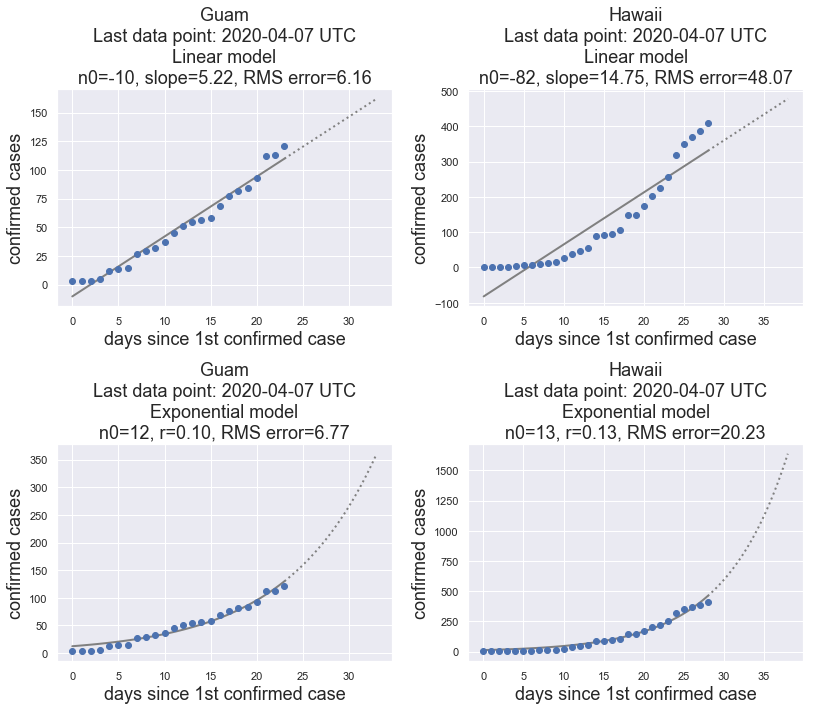 Guam
Last data point: 2020-04-07 UTC
Linear model
n0=-10, slope=5.22, RMS error=6.16
confirmed cases
150
125
100
75
50
25
0
0 5 10 15 20 25 30
days since 1st confirmed case
Hawaii
Last data point: 2020-04-07 UTC
Linear model
n0=-82, slope=14.75, RMS error=48.07
confirmed cases
500
400
300
200
100
0
−100
0 5 10 15 20 25 30 35
days since 1st confirmed case
Guam
Last data point: 2020-04-07 UTC
Exponential model
n0=12, r=0.10, RMS error=6.77
confirmed cases
350
300
250
200
150
100
50
0
0 5 10 15 20 25 30
days since 1st confirmed case
Hawaii
Last data point: 2020-04-07 UTC
Exponential model
n0=13, r=0.13, RMS error=20.23
confirmed cases
1500
1250
1000
750
500
250
0
0 5 10 15 20 25 30 35
days since 1st confirmed case